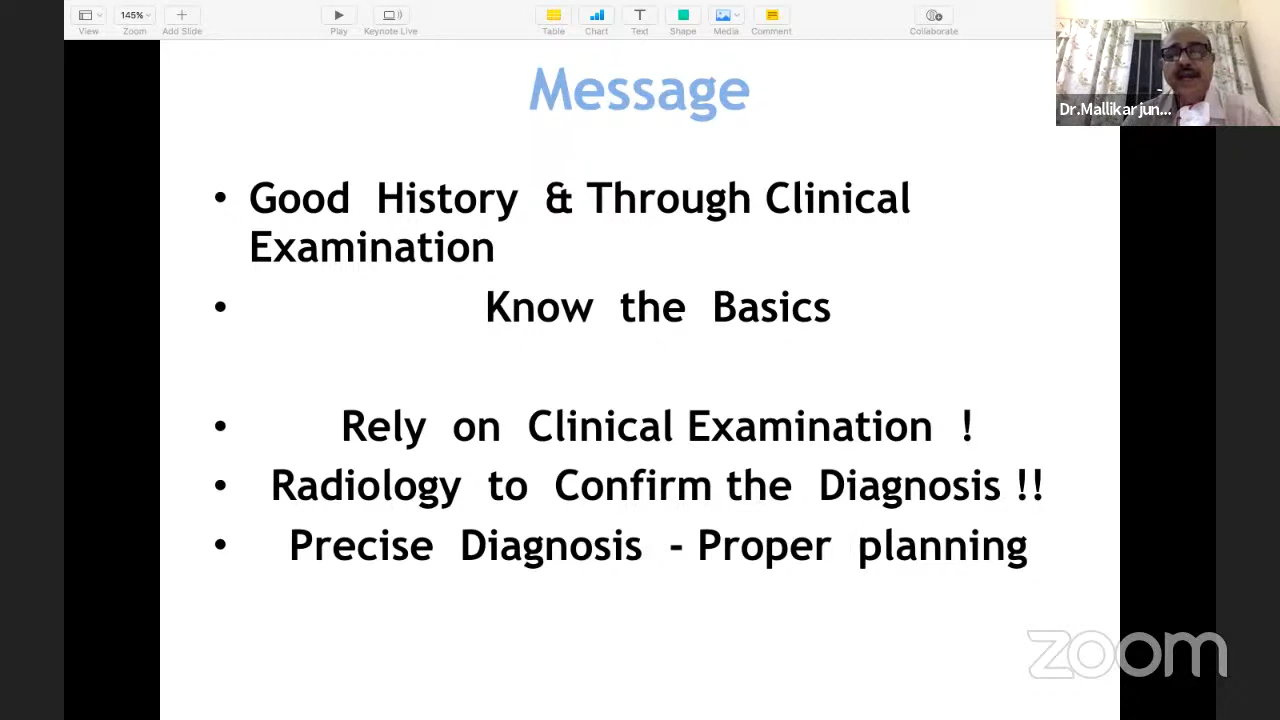 145%
View
Zoom
Add Slide
Play
Keynote Live
Table
Chart
Text
Shape
Media
Comment
Collaborate
Dr.Mallikarjun...
Message
• Good History & Through Clinical
Examination
• Know the Basics
• Rely on Clinical Examination !
• Radiology to Confirm the Diagnosis !!
• Precise Diagnosis - Proper planning
zoom